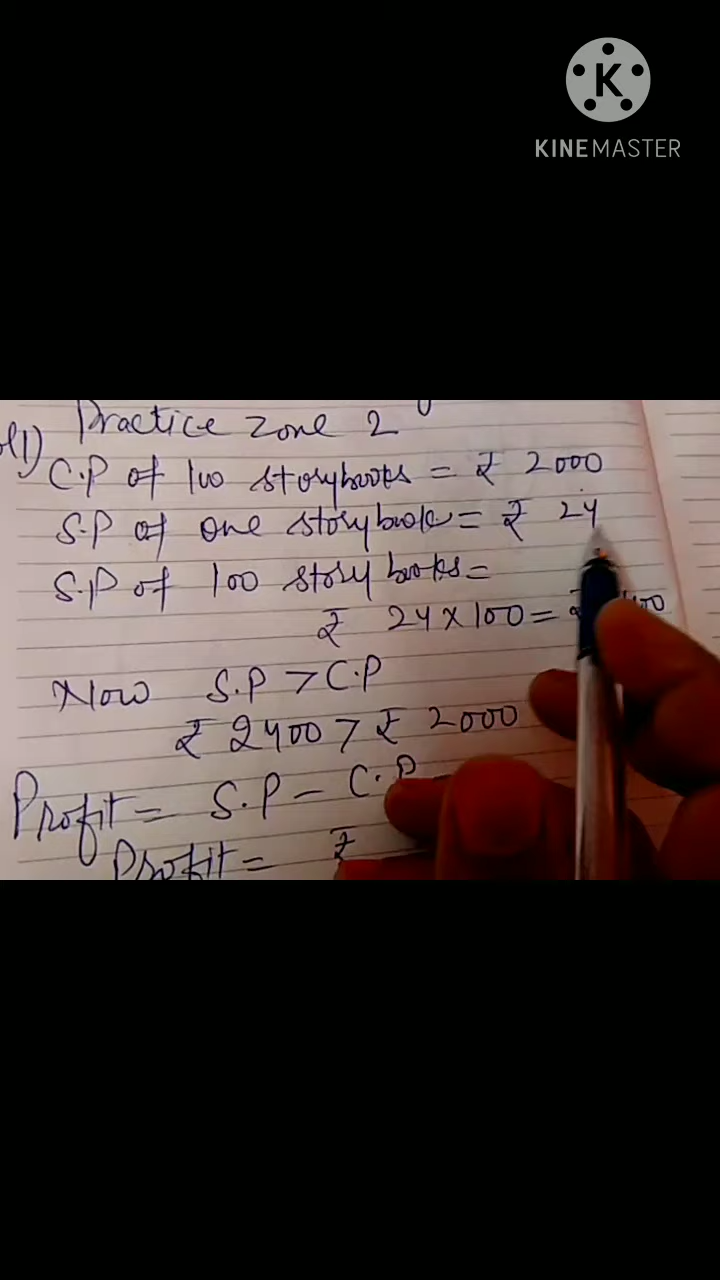 K
KINEMASTER
Practice Zone 2
1)
C.P of 100 storybooks = ₹ 2000
S.P of one storybook = ₹ 24
S.P of 100 story books =
₹ 24 x 100 =
Now S.P > C.P
₹ 2400 > ₹ 2000
Profit = S.P - C.P
Profit = ₹